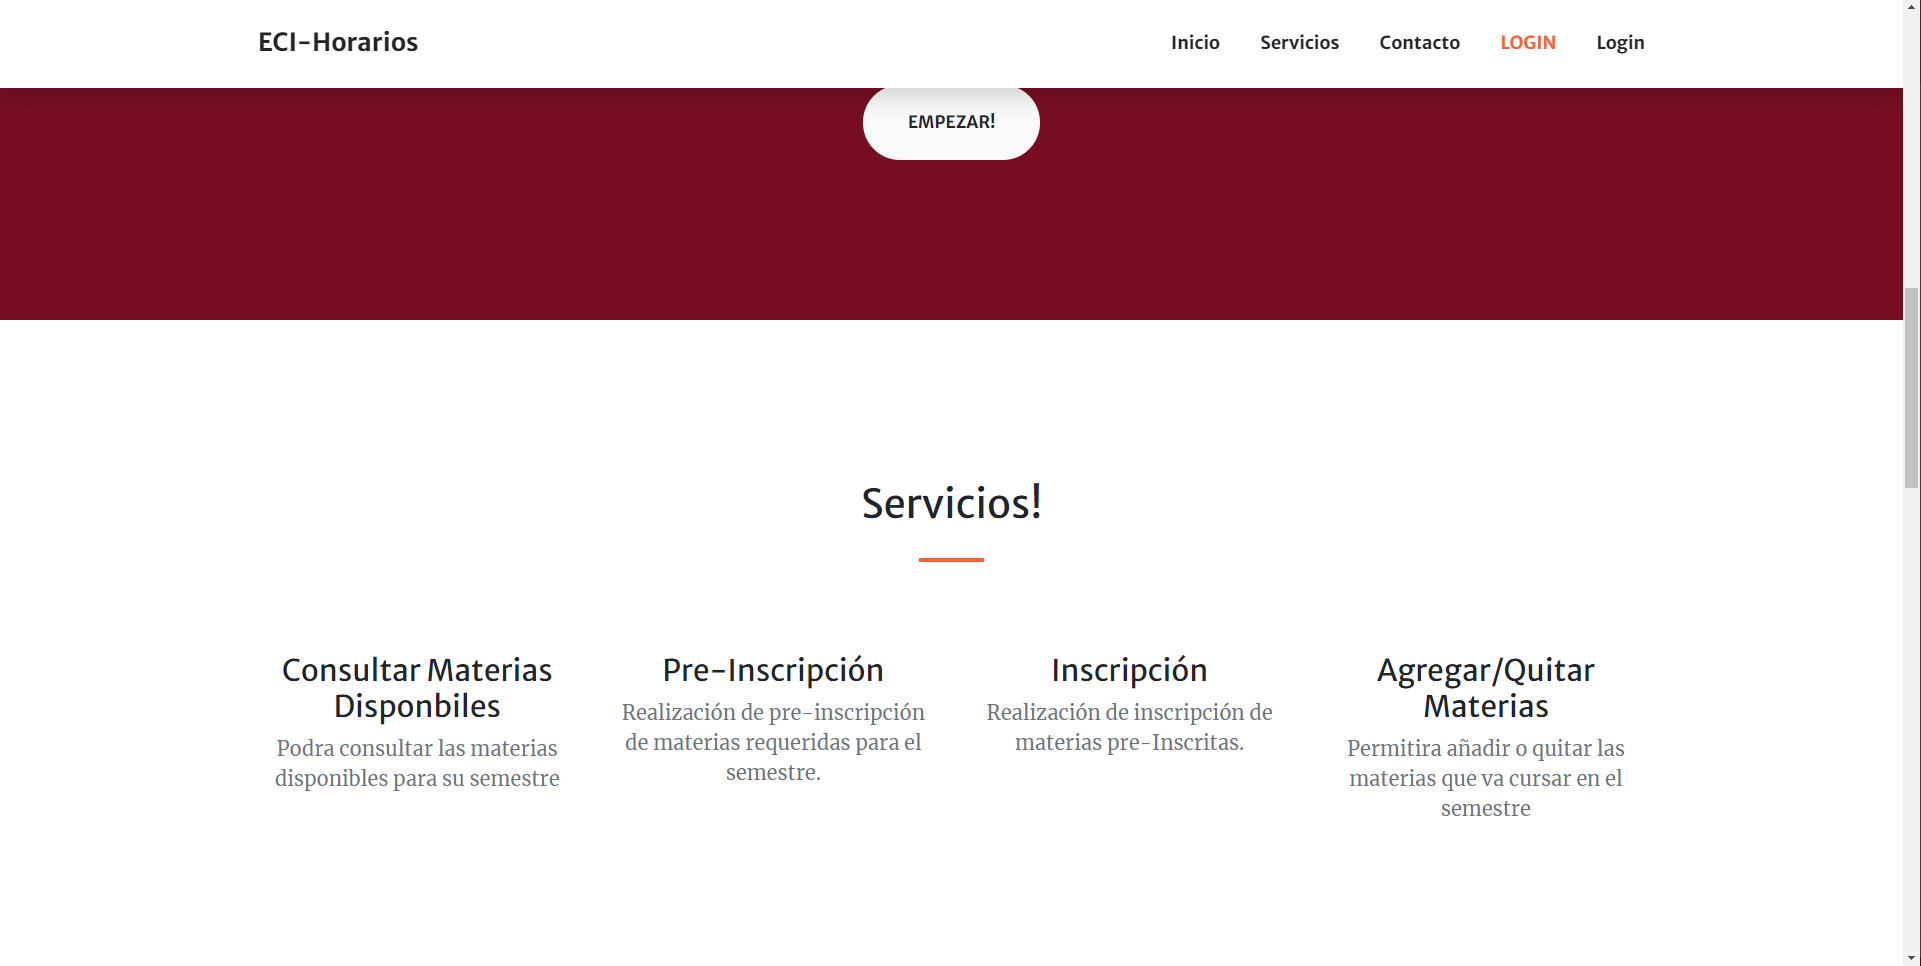 ECI-Horarios
Inicio Servicios Contacto LOGIN Login
EMPEZAR!
Servicios!
Consultar Materias
Disponbiles
Podra consultar las materias
disponibles para su semestre
Pre-Inscripción
Realización de pre-inscripción
de materias requeridas para el
semestre.
Inscripción
Realización de inscripción de
materias pre-Inscritas.
Agregar/Quitar
Materias
Permitira añadir o quitar las
materias que va cursar en el
semestre